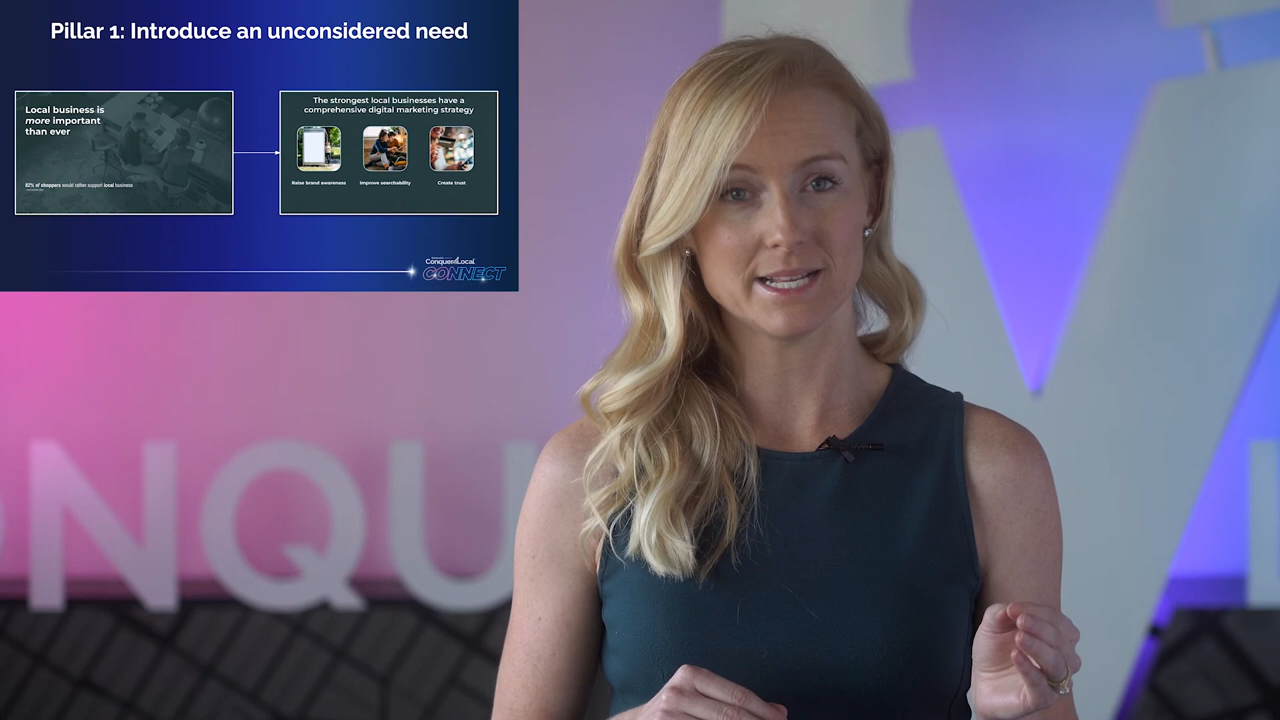 Pillar 1: Introduce an unconsidered need
Local business is
more important
than ever
82% of shoppers would rather support local business
The strongest local businesses have a
comprehensive digital marketing strategy
Raise brand awareness
Improve searchability
Create trust
Conquer Local
CONNECT
ONQU